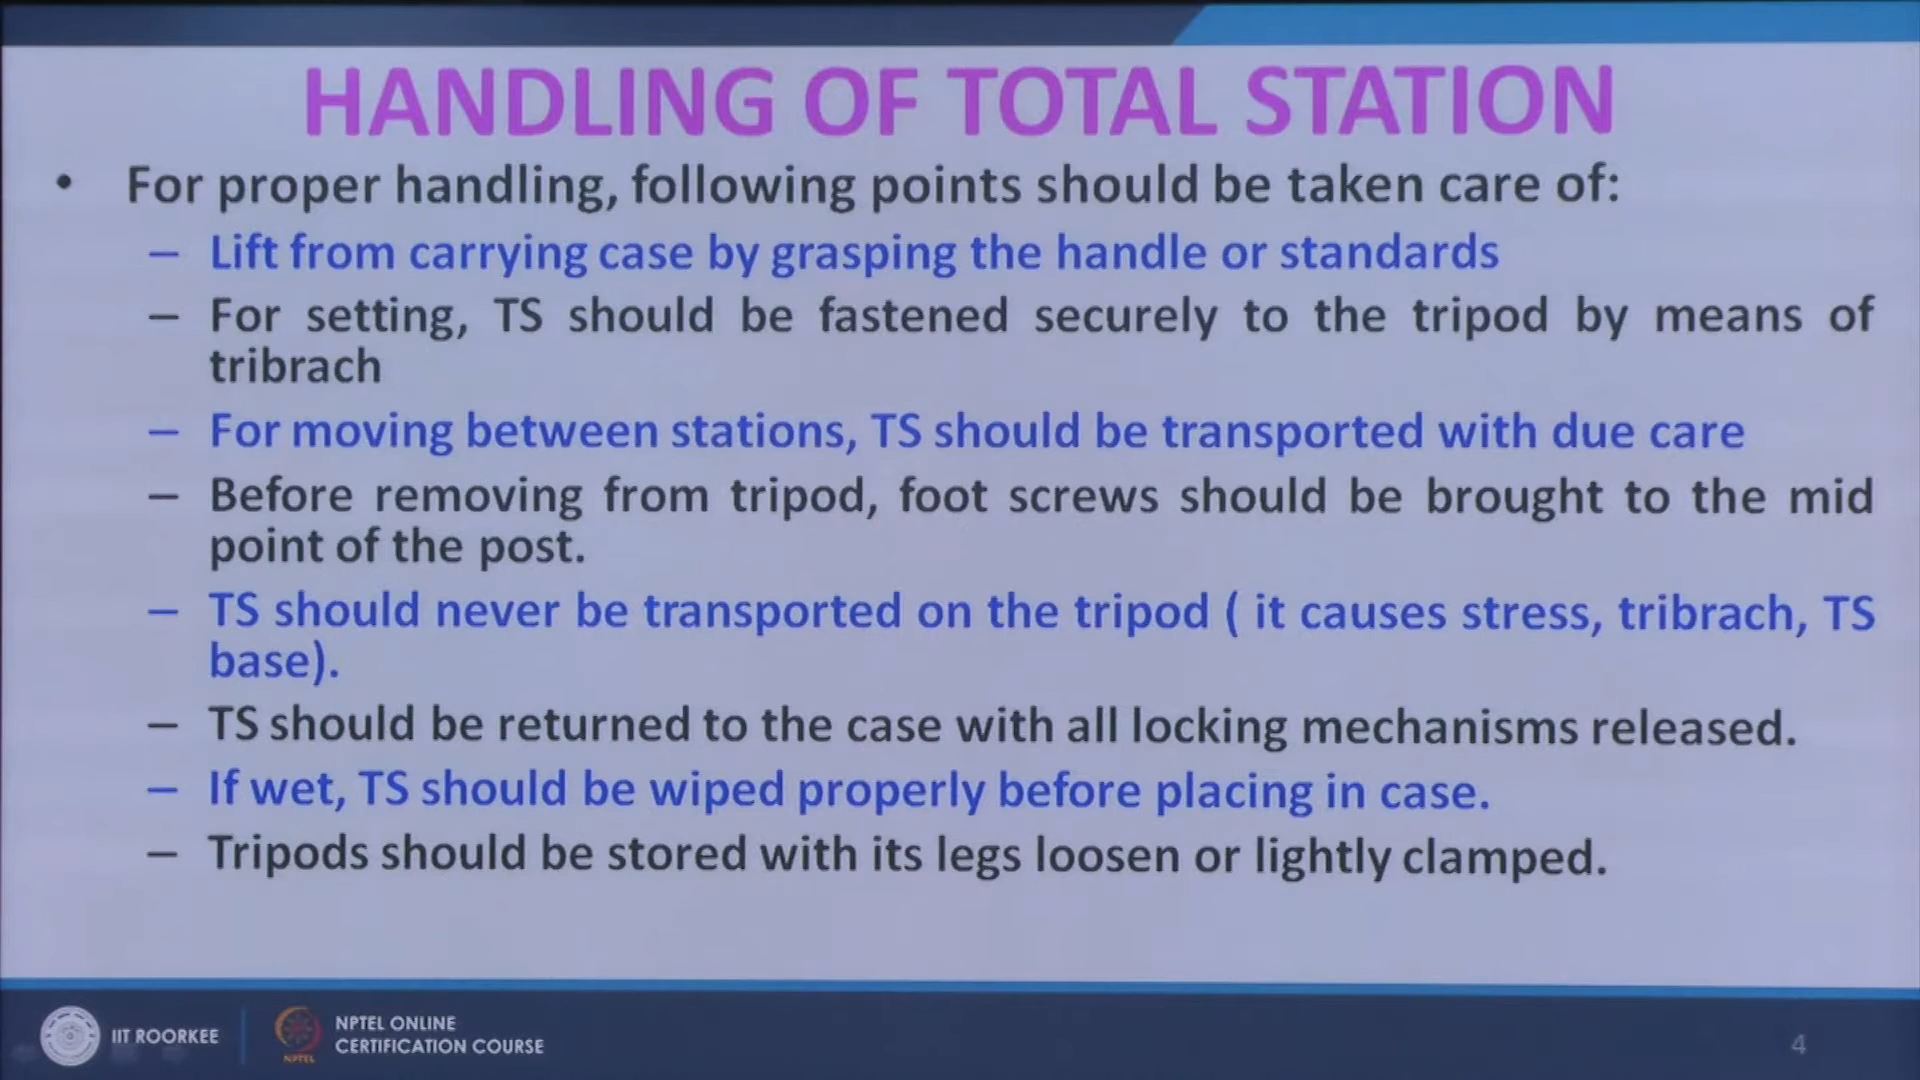 HANDLING OF TOTAL STATION
• For proper handling, following points should be taken care of:
– Lift from carrying case by grasping the handle or standards
– For setting, TS should be fastened securely to the tripod by means of
tribrach
– For moving between stations, TS should be transported with due care
– Before removing from tripod, foot screws should be brought to the mid
point of the post.
– TS should never be transported on the tripod ( it causes stress, tribrach, TS
base).
– TS should be returned to the case with all locking mechanisms released.
– If wet, TS should be wiped properly before placing in case.
– Tripods should be stored with its legs loosen or lightly clamped.
IIT ROORKEE
NPTEL
NPTEL ONLINE
CERTIFICATION COURSE
4